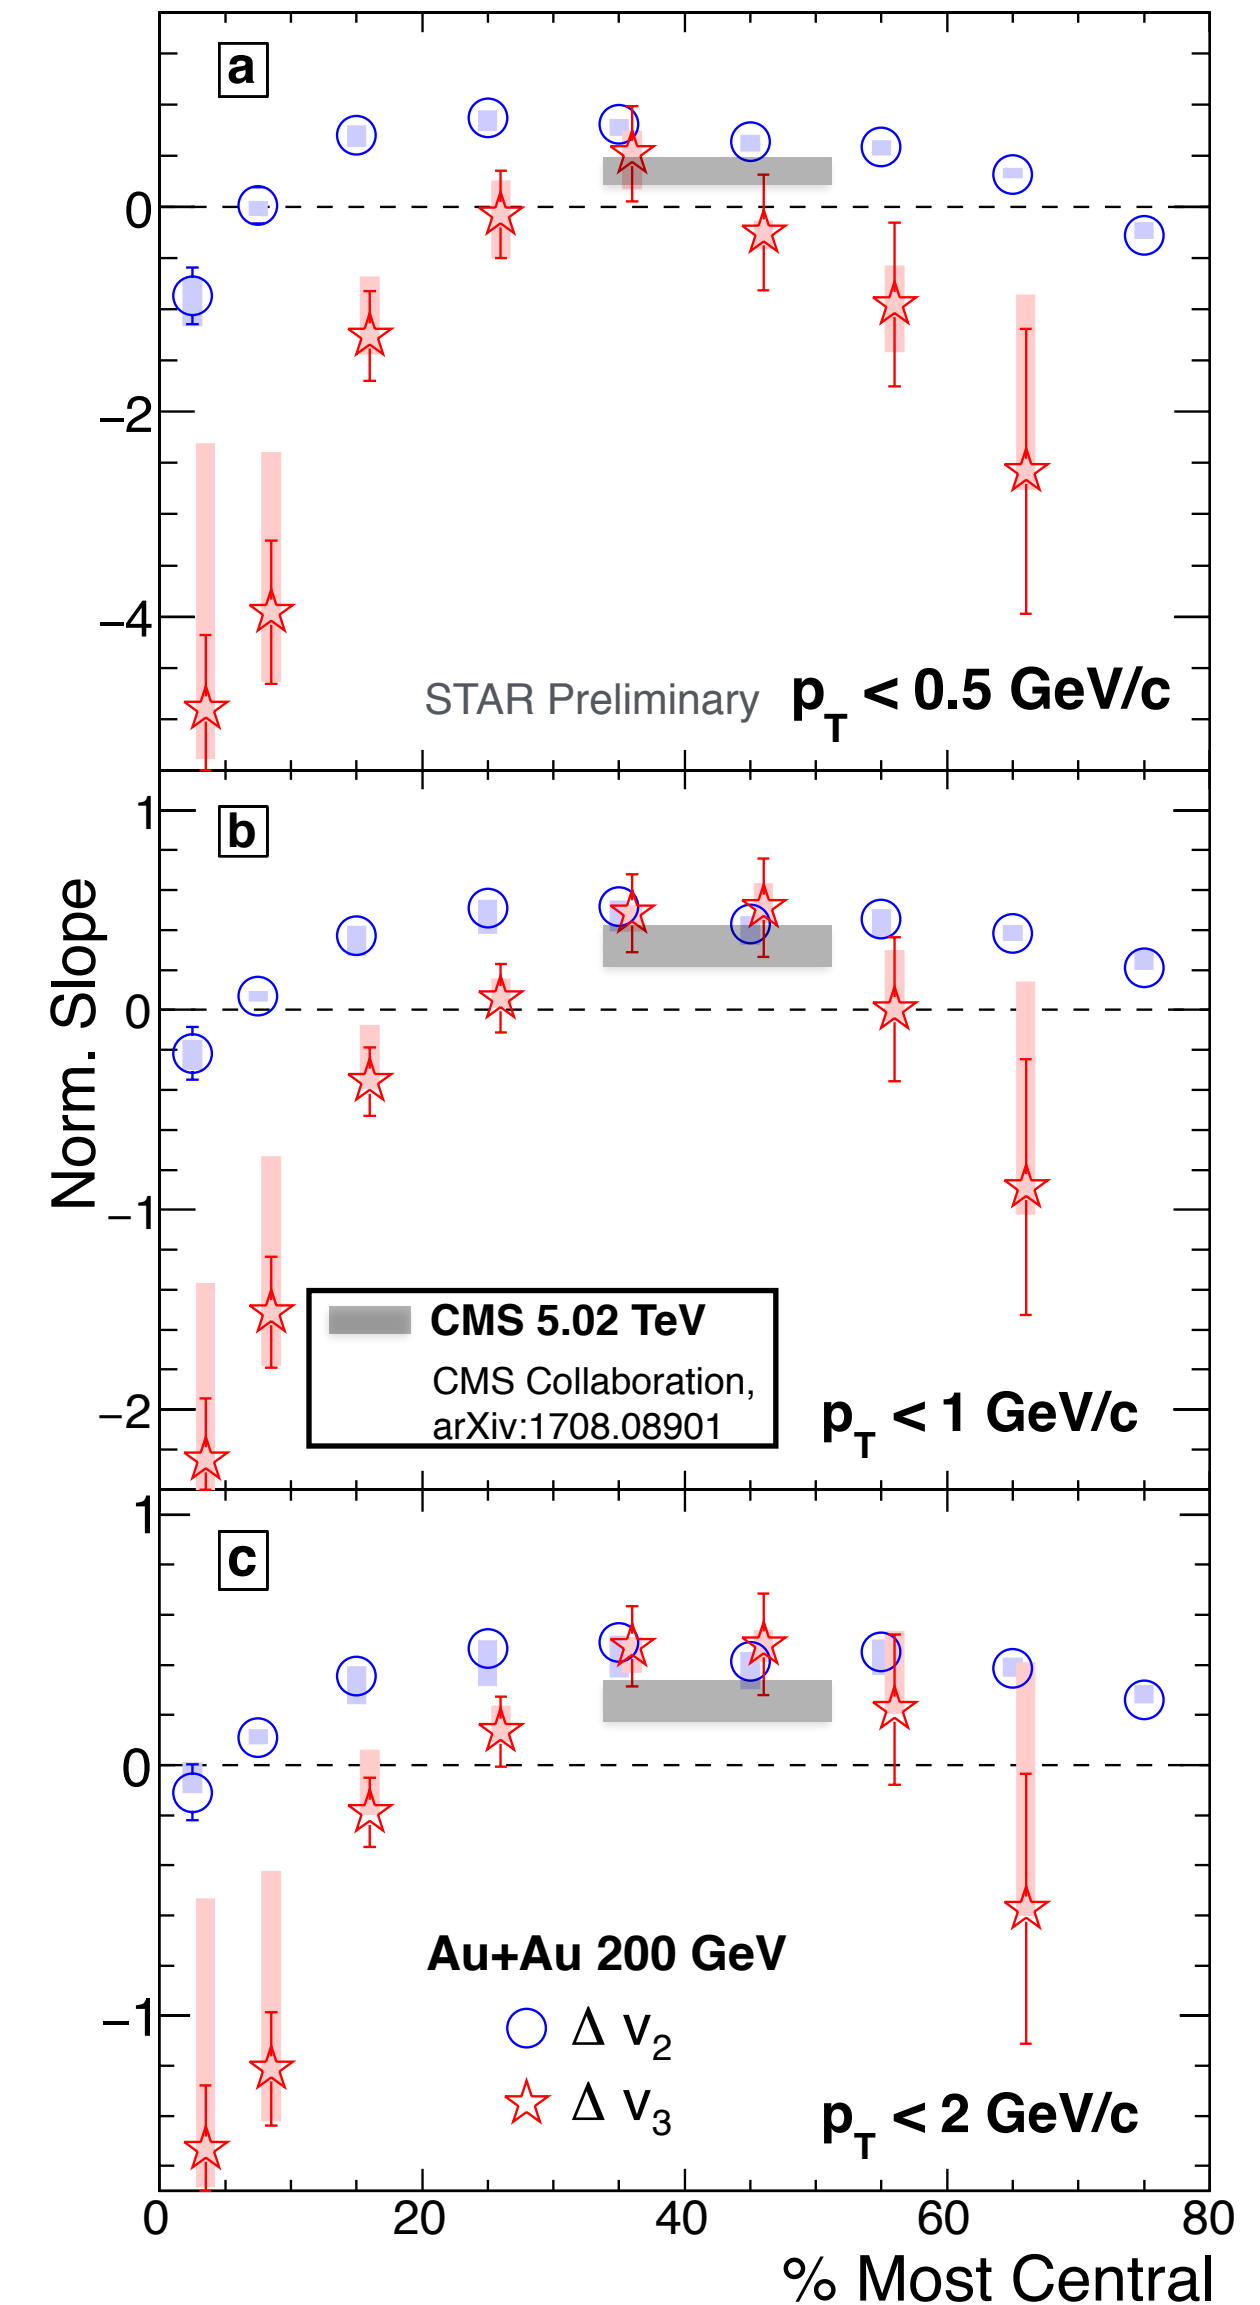 a
0
−2
−4
STAR Preliminary
p_T < 0.5 GeV/c
1
b
0
−1
−2
Norm. Slope
CMS 5.02 TeV
CMS Collaboration,
arXiv:1708.08901
p_T < 1 GeV/c
1
c
0
−1
Au+Au 200 GeV
Δ v_2
Δ v_3
p_T < 2 GeV/c
0 20 40 60 80
% Most Central